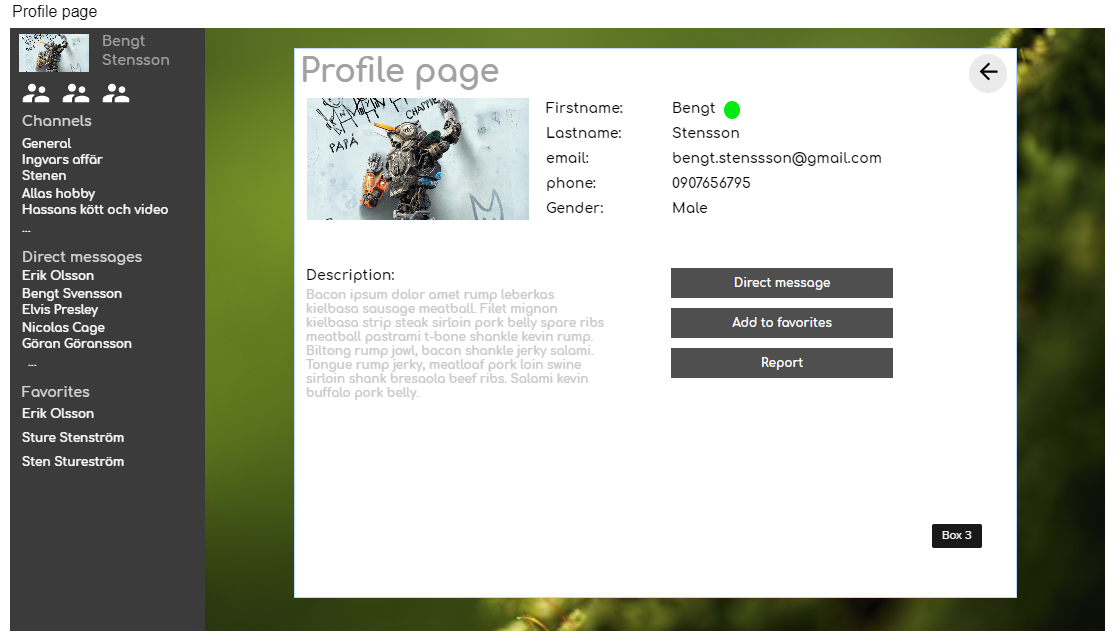 Profile page
Bengt
Stensson
Channels
General
Ingvars affär
Stenen
Allas hobby
Hassans kött och video
...
Direct messages
Erik Olsson
Bengt Svensson
Elvis Presley
Nicolas Cage
Göran Göransson
...
Favorites
Erik Olsson
Sture Stenström
Sten Stureström
Profile page
CHAPPIE
PAPÁ
Firstname: Bengt
Lastname: Stensson
email: bengt.stenssson@gmail.com
phone: 0907656795
Gender: Male
Description:
Bacon ipsum dolor amet rump leberkas
kielbasa sausage meatball. Filet mignon
kielbasa strip steak sirloin pork belly spare ribs
meatball pastrami t-bone shankle kevin rump.
Biltong rump jowl, bacon shankle jerky salami.
Tongue rump jerky, meatloaf pork loin swine
sirloin shank bresaola beef ribs. Salami kevin
buffalo pork belly.
Direct message
Add to favorites
Report
Box 3